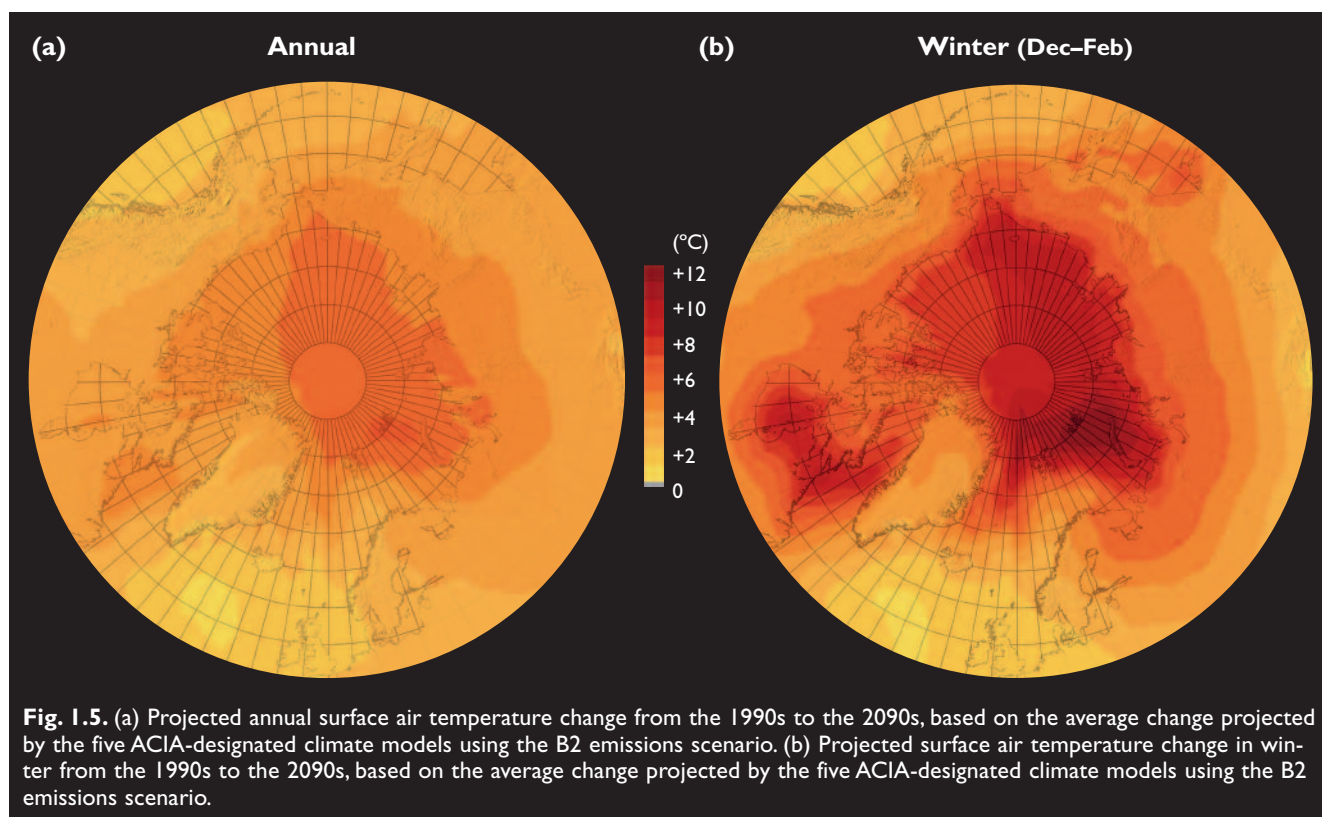 (a) Annual
(b) Winter (Dec–Feb)
(ºC)
+12
+10
+8
+6
+4
+2
0
Fig. 1.5. (a) Projected annual surface air temperature change from the 1990s to the 2090s, based on the average change projected
by the five ACIA-designated climate models using the B2 emissions scenario. (b) Projected surface air temperature change in win-
ter from the 1990s to the 2090s, based on the average change projected by the five ACIA-designated climate models using the B2
emissions scenario.